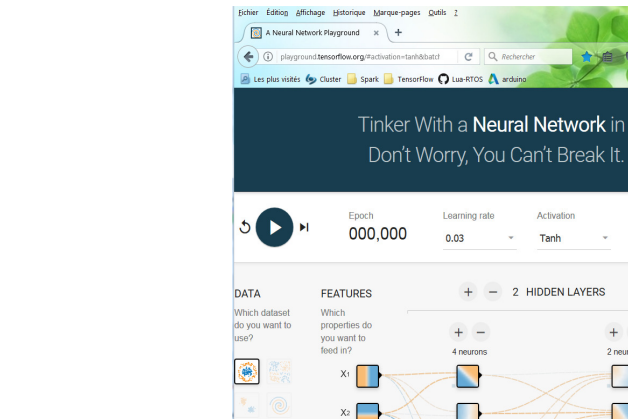 Fichier Édition Affichage Historique Marque-pages Outils ?
A Neural Network Playground × +
playground.tensorflow.org/#activation=tanh&batch Rechercher
Les plus visités Cluster Spark TensorFlow Lua-RTOS arduino
Tinker With a Neural Network in
Don't Worry, You Can't Break It.
Epoch Learning rate Activation
000,000 0.03 Tanh
DATA FEATURES + − 2 HIDDEN LAYERS
Which dataset do you want to use?
Which properties do you want to feed in?
+ − +
4 neurons 2 neur
X1
X2